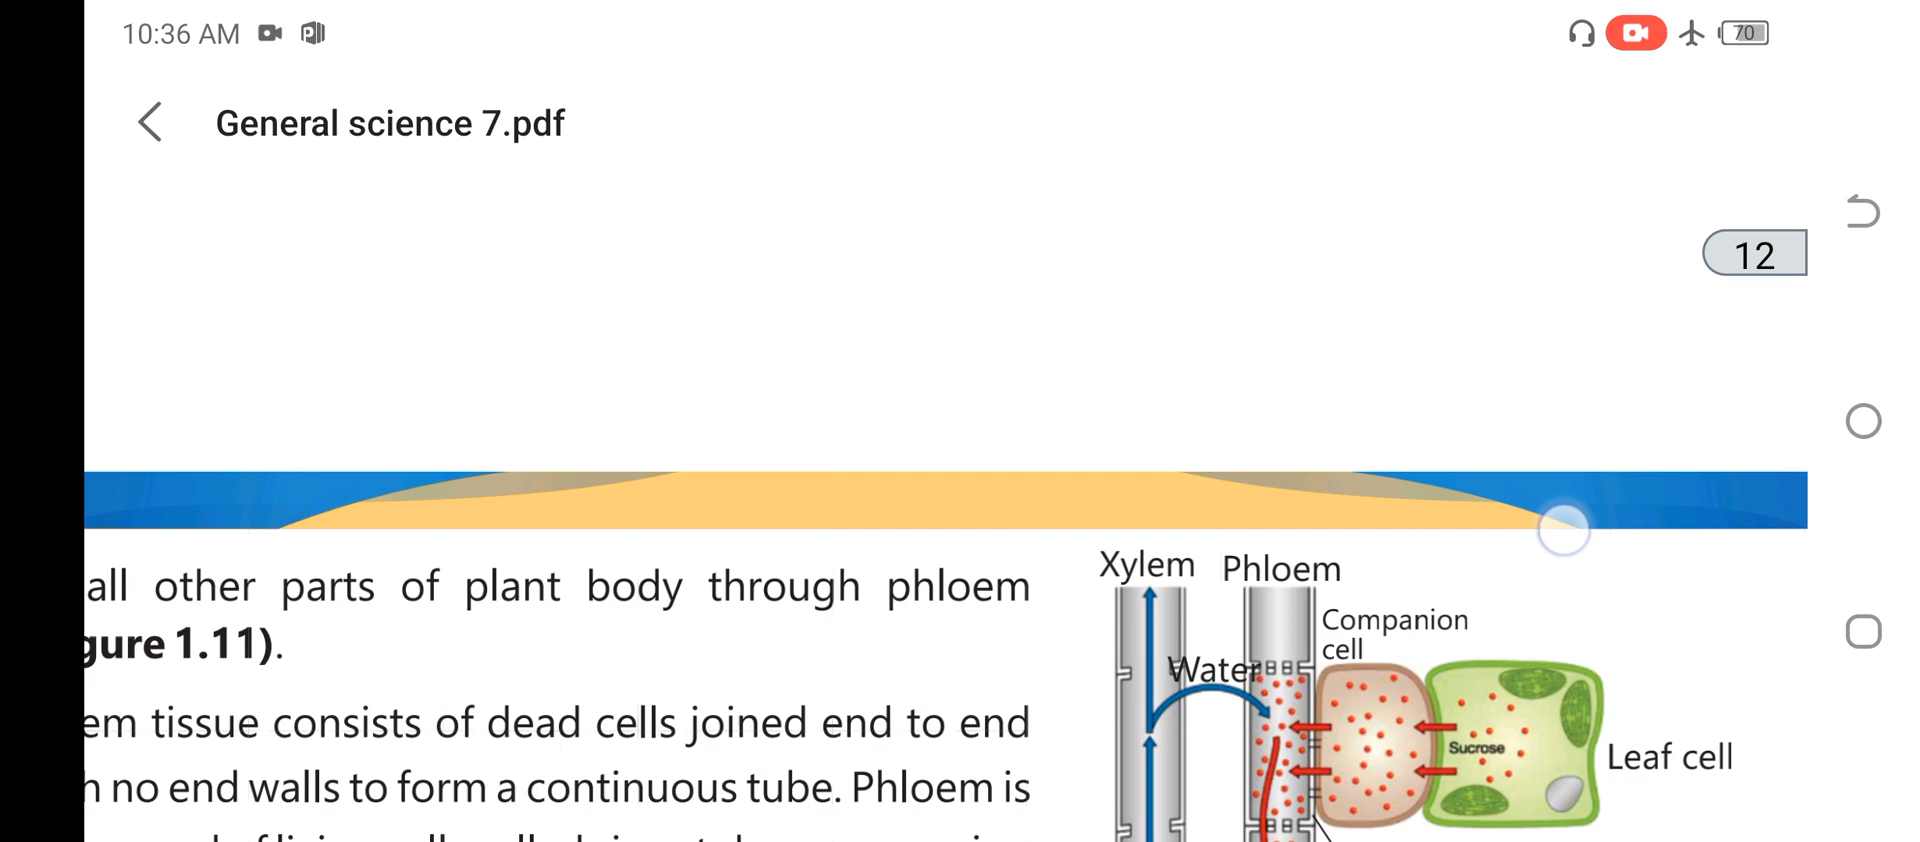 10:36 AM
70
General science 7.pdf
12
all other parts of plant body through phloem
gure 1.11).
em tissue consists of dead cells joined end to end
no end walls to form a continuous tube. Phloem is
Xylem Phloem
Companion
cell
Water
Sucrose
Leaf cell